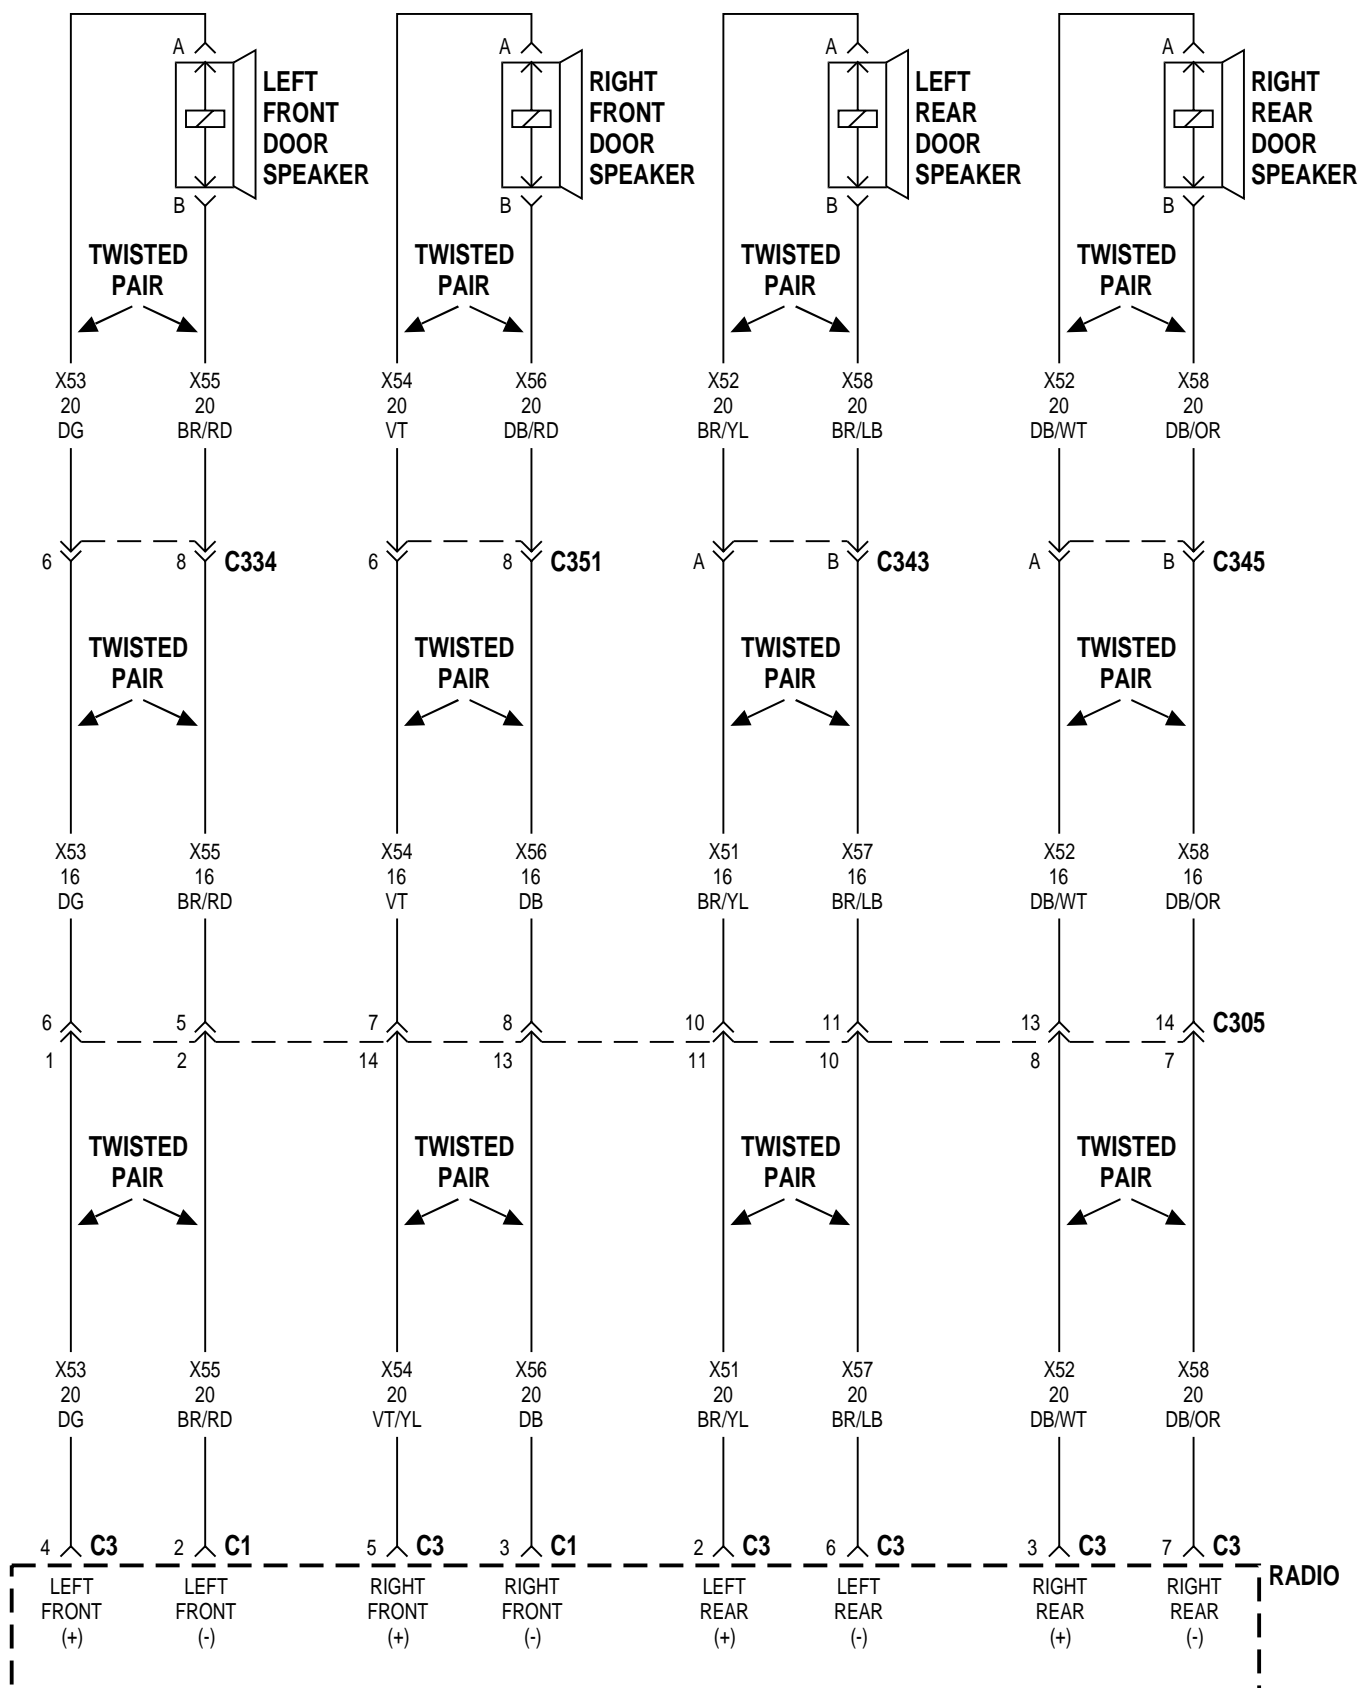 A A A A
LEFT RIGHT LEFT RIGHT
FRONT FRONT REAR REAR
DOOR DOOR DOOR DOOR
SPEAKER SPEAKER SPEAKER SPEAKER
B B B B
TWISTED TWISTED TWISTED TWISTED
PAIR PAIR PAIR PAIR
X53 X55 X54 X56 X52 X58 X52 X58
20 20 20 20 20 20 20 20
DG BR/RD VT DB/RD BR/YL BR/LB DB/WT DB/OR
6 8 C334 6 8 C351 A B C343 A B C345
TWISTED TWISTED TWISTED TWISTED
PAIR PAIR PAIR PAIR
X53 X55 X54 X56 X51 X57 X52 X58
16 16 16 16 16 16 16 16
DG BR/RD VT DB BR/YL BR/LB DB/WT DB/OR
6 5 7 8 10 11 13 14 C305
1 2 14 13 11 10 8 7
TWISTED TWISTED TWISTED TWISTED
PAIR PAIR PAIR PAIR
X53 X55 X54 X56 X51 X57 X52 X58
20 20 20 20 20 20 20 20
DG BR/RD VT/YL DB BR/YL BR/LB DB/WT DB/OR
4 C3 2 C1 5 C3 3 C1 2 C3 6 C3 3 C3 7 C3
RADIO
LEFT LEFT RIGHT RIGHT LEFT LEFT RIGHT RIGHT
FRONT FRONT FRONT FRONT REAR REAR REAR REAR
(+) (-) (+) (-) (+) (-) (+) (-)